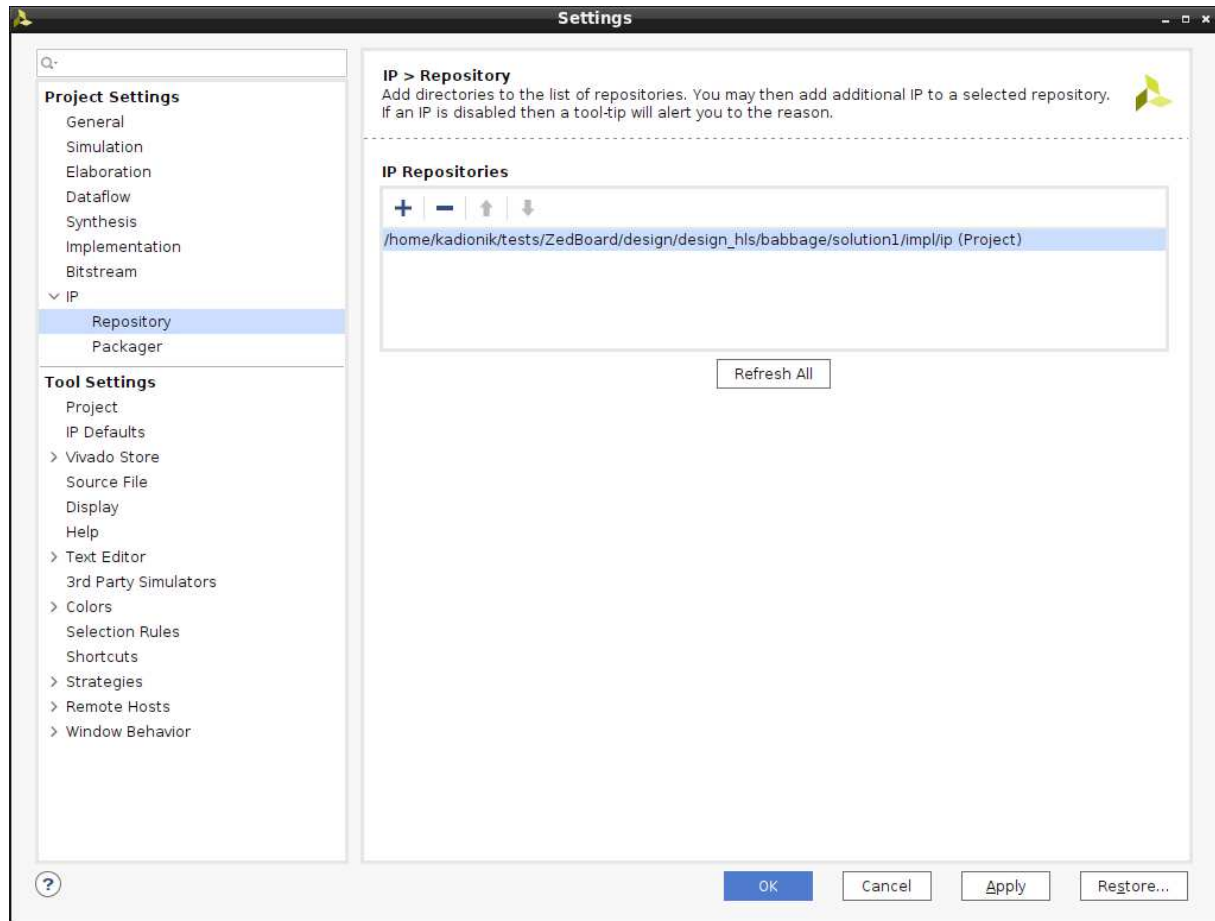 Settings
Q-
Project Settings
General
Simulation
Elaboration
Dataflow
Synthesis
Implementation
Bitstream
IP
Repository
Packager
Tool Settings
Project
IP Defaults
> Vivado Store
Source File
Display
Help
> Text Editor
3rd Party Simulators
> Colors
Selection Rules
Shortcuts
> Strategies
> Remote Hosts
> Window Behavior
IP > Repository
Add directories to the list of repositories. You may then add additional IP to a selected repository.
If an IP is disabled then a tool-tip will alert you to the reason.
IP Repositories
/home/kadionik/tests/ZedBoard/design/design_hls/babbage/solution1/impl/ip (Project)
Refresh All
?
OK
Cancel
Apply
Restore...